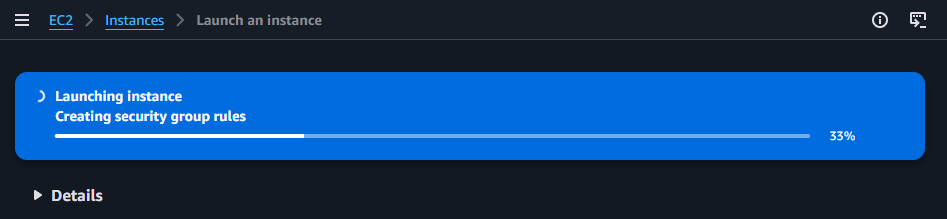 EC2 > Instances > Launch an instance
Launching instance
Creating security group rules
33%
Details